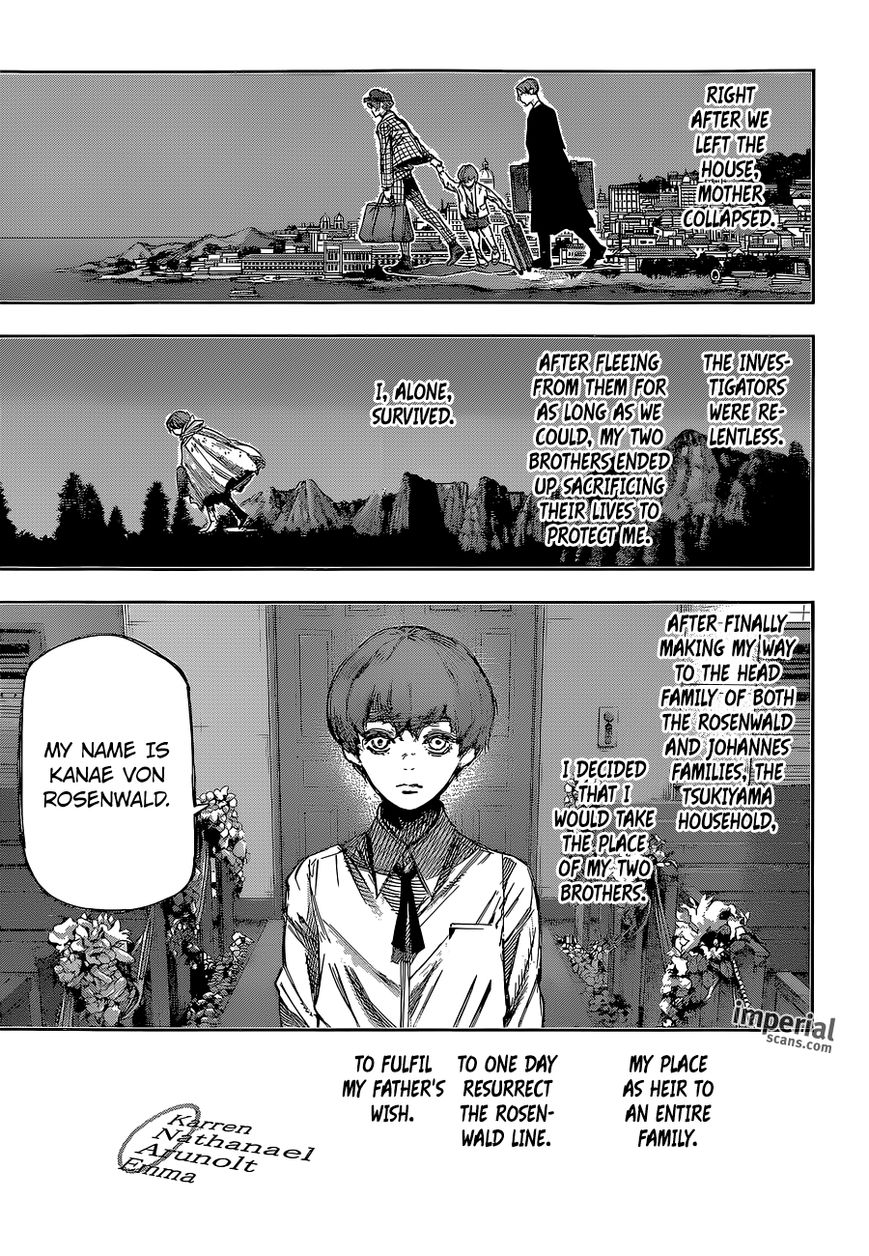 RIGHT
AFTER WE
LEFT THE
HOUSE,
MOTHER
COLLAPSED.
THE INVES-
TIGATORS
WERE RE-
LENTLESS.
AFTER FLEEING
FROM THEM FOR
AS LONG AS WE
COULD, MY TWO
BROTHERS ENDED
UP SACRIFICING
THEIR LIVES TO
PROTECT ME.
I, ALONE,
SURVIVED.
AFTER FINALLY
MAKING MY WAY
TO THE HEAD
FAMILY OF BOTH
THE ROSENWALD
AND JOHANNES
FAMILIES, THE
TSUKIYAMA
HOUSEHOLD,
I DECIDED
THAT I
WOULD TAKE
THE PLACE
OF MY TWO
BROTHERS.
MY NAME IS
KANAE VON
ROSENWALD.
imperial
scans.com
MY PLACE
AS HEIR TO
AN ENTIRE
FAMILY.
TO ONE DAY
RESURRECT
THE ROSEN-
WALD LINE.
TO FULFIL
MY FATHER'S
WISH.
Karren
Nathanael
Arunolt
Emma